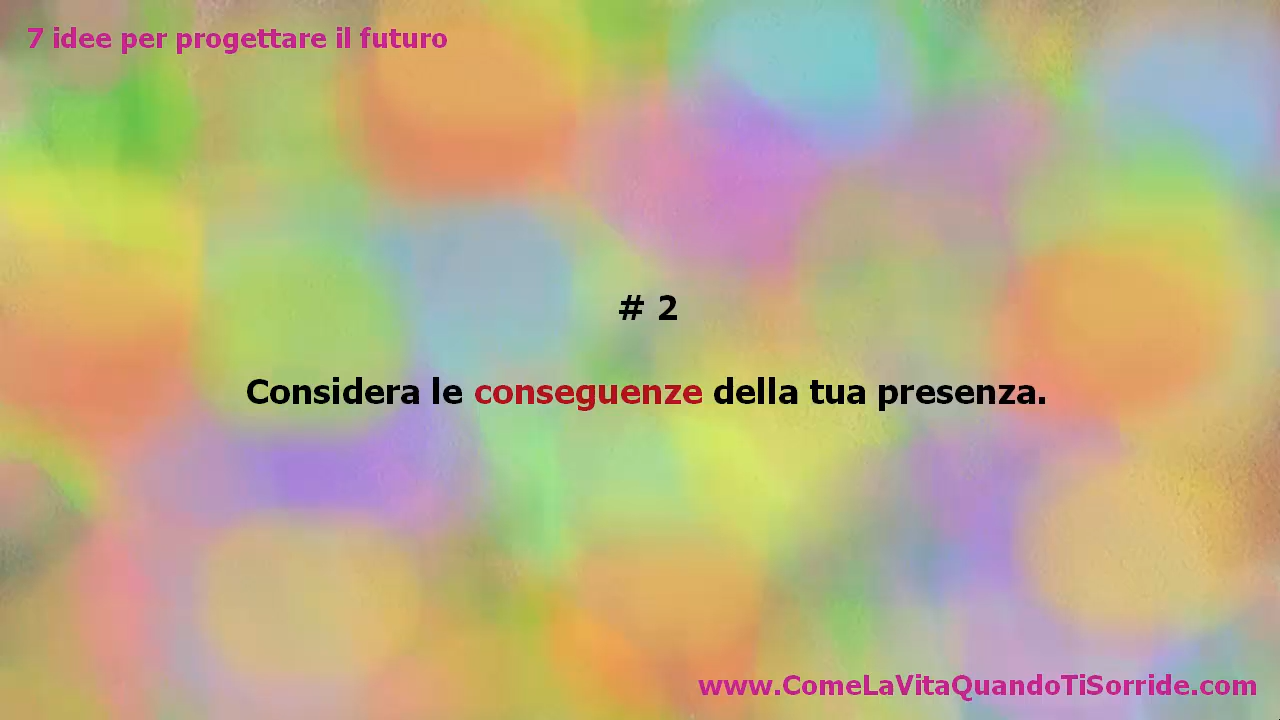 7 idee per progettare il futuro
# 2
Considera le conseguenze della tua presenza.
www.ComeLaVitaQuandoTiSorride.com